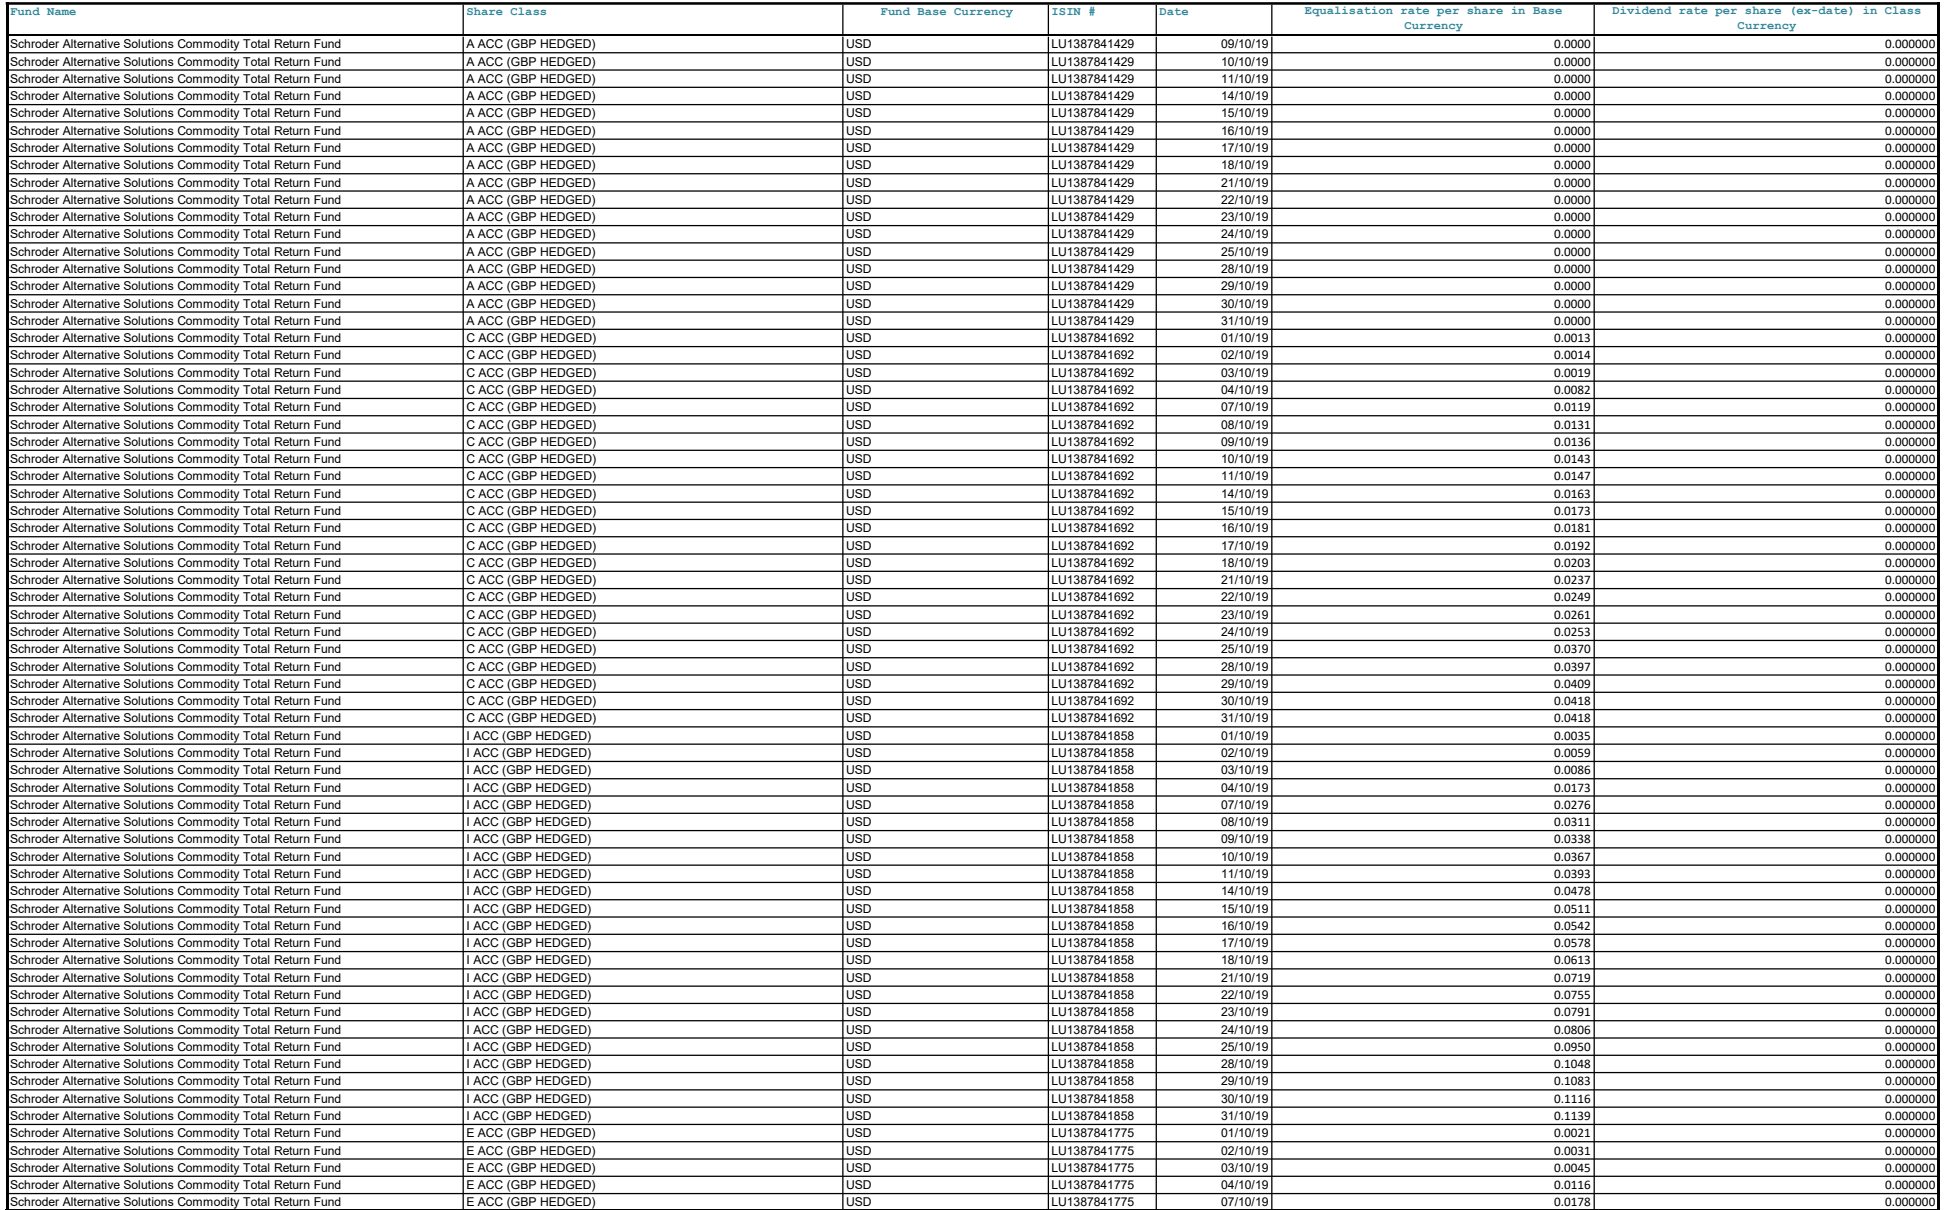 Fund Name Share Class Fund Base Currency ISIN # Date Equalisation rate per share in Base Currency Dividend rate per share (ex-date) in Class Currency
Schroder Alternative Solutions Commodity Total Return Fund A ACC (GBP HEDGED) USD LU1387841429 09/10/19 0.0000 0.000000
Schroder Alternative Solutions Commodity Total Return Fund A ACC (GBP HEDGED) USD LU1387841429 10/10/19 0.0000 0.000000
Schroder Alternative Solutions Commodity Total Return Fund A ACC (GBP HEDGED) USD LU1387841429 11/10/19 0.0000 0.000000
Schroder Alternative Solutions Commodity Total Return Fund A ACC (GBP HEDGED) USD LU1387841429 14/10/19 0.0000 0.000000
Schroder Alternative Solutions Commodity Total Return Fund A ACC (GBP HEDGED) USD LU1387841429 15/10/19 0.0000 0.000000
Schroder Alternative Solutions Commodity Total Return Fund A ACC (GBP HEDGED) USD LU1387841429 16/10/19 0.0000 0.000000
Schroder Alternative Solutions Commodity Total Return Fund A ACC (GBP HEDGED) USD LU1387841429 17/10/19 0.0000 0.000000
Schroder Alternative Solutions Commodity Total Return Fund A ACC (GBP HEDGED) USD LU1387841429 18/10/19 0.0000 0.000000
Schroder Alternative Solutions Commodity Total Return Fund A ACC (GBP HEDGED) USD LU1387841429 21/10/19 0.0000 0.000000
Schroder Alternative Solutions Commodity Total Return Fund A ACC (GBP HEDGED) USD LU1387841429 22/10/19 0.0000 0.000000
Schroder Alternative Solutions Commodity Total Return Fund A ACC (GBP HEDGED) USD LU1387841429 23/10/19 0.0000 0.000000
Schroder Alternative Solutions Commodity Total Return Fund A ACC (GBP HEDGED) USD LU1387841429 24/10/19 0.0000 0.000000
Schroder Alternative Solutions Commodity Total Return Fund A ACC (GBP HEDGED) USD LU1387841429 25/10/19 0.0000 0.000000
Schroder Alternative Solutions Commodity Total Return Fund A ACC (GBP HEDGED) USD LU1387841429 28/10/19 0.0000 0.000000
Schroder Alternative Solutions Commodity Total Return Fund A ACC (GBP HEDGED) USD LU1387841429 29/10/19 0.0000 0.000000
Schroder Alternative Solutions Commodity Total Return Fund A ACC (GBP HEDGED) USD LU1387841429 30/10/19 0.0000 0.000000
Schroder Alternative Solutions Commodity Total Return Fund A ACC (GBP HEDGED) USD LU1387841429 31/10/19 0.0000 0.000000
Schroder Alternative Solutions Commodity Total Return Fund C ACC (GBP HEDGED) USD LU1387841692 01/10/19 0.0013 0.000000
Schroder Alternative Solutions Commodity Total Return Fund C ACC (GBP HEDGED) USD LU1387841692 02/10/19 0.0014 0.000000
Schroder Alternative Solutions Commodity Total Return Fund C ACC (GBP HEDGED) USD LU1387841692 03/10/19 0.0019 0.000000
Schroder Alternative Solutions Commodity Total Return Fund C ACC (GBP HEDGED) USD LU1387841692 04/10/19 0.0082 0.000000
Schroder Alternative Solutions Commodity Total Return Fund C ACC (GBP HEDGED) USD LU1387841692 07/10/19 0.0119 0.000000
Schroder Alternative Solutions Commodity Total Return Fund C ACC (GBP HEDGED) USD LU1387841692 08/10/19 0.0131 0.000000
Schroder Alternative Solutions Commodity Total Return Fund C ACC (GBP HEDGED) USD LU1387841692 09/10/19 0.0136 0.000000
Schroder Alternative Solutions Commodity Total Return Fund C ACC (GBP HEDGED) USD LU1387841692 10/10/19 0.0143 0.000000
Schroder Alternative Solutions Commodity Total Return Fund C ACC (GBP HEDGED) USD LU1387841692 11/10/19 0.0147 0.000000
Schroder Alternative Solutions Commodity Total Return Fund C ACC (GBP HEDGED) USD LU1387841692 14/10/19 0.0163 0.000000
Schroder Alternative Solutions Commodity Total Return Fund C ACC (GBP HEDGED) USD LU1387841692 15/10/19 0.0173 0.000000
Schroder Alternative Solutions Commodity Total Return Fund C ACC (GBP HEDGED) USD LU1387841692 16/10/19 0.0181 0.000000
Schroder Alternative Solutions Commodity Total Return Fund C ACC (GBP HEDGED) USD LU1387841692 17/10/19 0.0192 0.000000
Schroder Alternative Solutions Commodity Total Return Fund C ACC (GBP HEDGED) USD LU1387841692 18/10/19 0.0203 0.000000
Schroder Alternative Solutions Commodity Total Return Fund C ACC (GBP HEDGED) USD LU1387841692 21/10/19 0.0237 0.000000
Schroder Alternative Solutions Commodity Total Return Fund C ACC (GBP HEDGED) USD LU1387841692 22/10/19 0.0249 0.000000
Schroder Alternative Solutions Commodity Total Return Fund C ACC (GBP HEDGED) USD LU1387841692 23/10/19 0.0261 0.000000
Schroder Alternative Solutions Commodity Total Return Fund C ACC (GBP HEDGED) USD LU1387841692 24/10/19 0.0253 0.000000
Schroder Alternative Solutions Commodity Total Return Fund C ACC (GBP HEDGED) USD LU1387841692 25/10/19 0.0370 0.000000
Schroder Alternative Solutions Commodity Total Return Fund C ACC (GBP HEDGED) USD LU1387841692 28/10/19 0.0397 0.000000
Schroder Alternative Solutions Commodity Total Return Fund C ACC (GBP HEDGED) USD LU1387841692 29/10/19 0.0409 0.000000
Schroder Alternative Solutions Commodity Total Return Fund C ACC (GBP HEDGED) USD LU1387841692 30/10/19 0.0418 0.000000
Schroder Alternative Solutions Commodity Total Return Fund C ACC (GBP HEDGED) USD LU1387841692 31/10/19 0.0418 0.000000
Schroder Alternative Solutions Commodity Total Return Fund I ACC (GBP HEDGED) USD LU1387841858 01/10/19 0.0035 0.000000
Schroder Alternative Solutions Commodity Total Return Fund I ACC (GBP HEDGED) USD LU1387841858 02/10/19 0.0059 0.000000
Schroder Alternative Solutions Commodity Total Return Fund I ACC (GBP HEDGED) USD LU1387841858 03/10/19 0.0086 0.000000
Schroder Alternative Solutions Commodity Total Return Fund I ACC (GBP HEDGED) USD LU1387841858 04/10/19 0.0173 0.000000
Schroder Alternative Solutions Commodity Total Return Fund I ACC (GBP HEDGED) USD LU1387841858 07/10/19 0.0276 0.000000
Schroder Alternative Solutions Commodity Total Return Fund I ACC (GBP HEDGED) USD LU1387841858 08/10/19 0.0311 0.000000
Schroder Alternative Solutions Commodity Total Return Fund I ACC (GBP HEDGED) USD LU1387841858 09/10/19 0.0338 0.000000
Schroder Alternative Solutions Commodity Total Return Fund I ACC (GBP HEDGED) USD LU1387841858 10/10/19 0.0367 0.000000
Schroder Alternative Solutions Commodity Total Return Fund I ACC (GBP HEDGED) USD LU1387841858 11/10/19 0.0393 0.000000
Schroder Alternative Solutions Commodity Total Return Fund I ACC (GBP HEDGED) USD LU1387841858 14/10/19 0.0478 0.000000
Schroder Alternative Solutions Commodity Total Return Fund I ACC (GBP HEDGED) USD LU1387841858 15/10/19 0.0511 0.000000
Schroder Alternative Solutions Commodity Total Return Fund I ACC (GBP HEDGED) USD LU1387841858 16/10/19 0.0542 0.000000
Schroder Alternative Solutions Commodity Total Return Fund I ACC (GBP HEDGED) USD LU1387841858 17/10/19 0.0578 0.000000
Schroder Alternative Solutions Commodity Total Return Fund I ACC (GBP HEDGED) USD LU1387841858 18/10/19 0.0613 0.000000
Schroder Alternative Solutions Commodity Total Return Fund I ACC (GBP HEDGED) USD LU1387841858 21/10/19 0.0719 0.000000
Schroder Alternative Solutions Commodity Total Return Fund I ACC (GBP HEDGED) USD LU1387841858 22/10/19 0.0755 0.000000
Schroder Alternative Solutions Commodity Total Return Fund I ACC (GBP HEDGED) USD LU1387841858 23/10/19 0.0791 0.000000
Schroder Alternative Solutions Commodity Total Return Fund I ACC (GBP HEDGED) USD LU1387841858 24/10/19 0.0806 0.000000
Schroder Alternative Solutions Commodity Total Return Fund I ACC (GBP HEDGED) USD LU1387841858 25/10/19 0.0950 0.000000
Schroder Alternative Solutions Commodity Total Return Fund I ACC (GBP HEDGED) USD LU1387841858 28/10/19 0.1048 0.000000
Schroder Alternative Solutions Commodity Total Return Fund I ACC (GBP HEDGED) USD LU1387841858 29/10/19 0.1083 0.000000
Schroder Alternative Solutions Commodity Total Return Fund I ACC (GBP HEDGED) USD LU1387841858 30/10/19 0.1116 0.000000
Schroder Alternative Solutions Commodity Total Return Fund I ACC (GBP HEDGED) USD LU1387841858 31/10/19 0.1139 0.000000
Schroder Alternative Solutions Commodity Total Return Fund E ACC (GBP HEDGED) USD LU1387841775 01/10/19 0.0021 0.000000
Schroder Alternative Solutions Commodity Total Return Fund E ACC (GBP HEDGED) USD LU1387841775 02/10/19 0.0031 0.000000
Schroder Alternative Solutions Commodity Total Return Fund E ACC (GBP HEDGED) USD LU1387841775 03/10/19 0.0045 0.000000
Schroder Alternative Solutions Commodity Total Return Fund E ACC (GBP HEDGED) USD LU1387841775 04/10/19 0.0116 0.000000
Schroder Alternative Solutions Commodity Total Return Fund E ACC (GBP HEDGED) USD LU1387841775 07/10/19 0.0178 0.000000